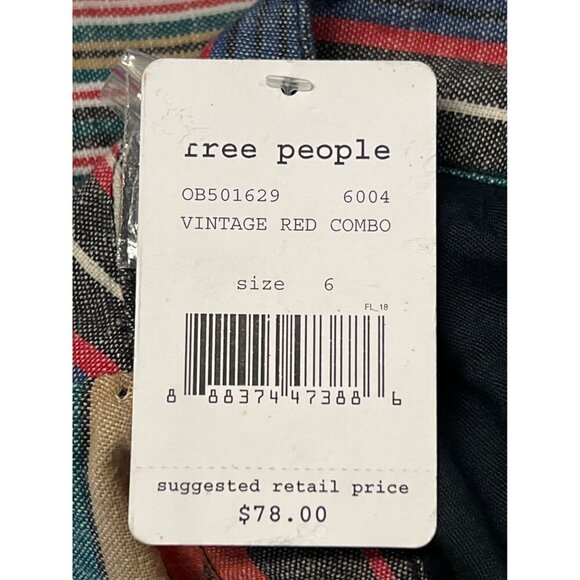 free people
OB501629 6004
VINTAGE RED COMBO
size 6
FL_18
8 88374 47388 6
suggested retail price
$78.00